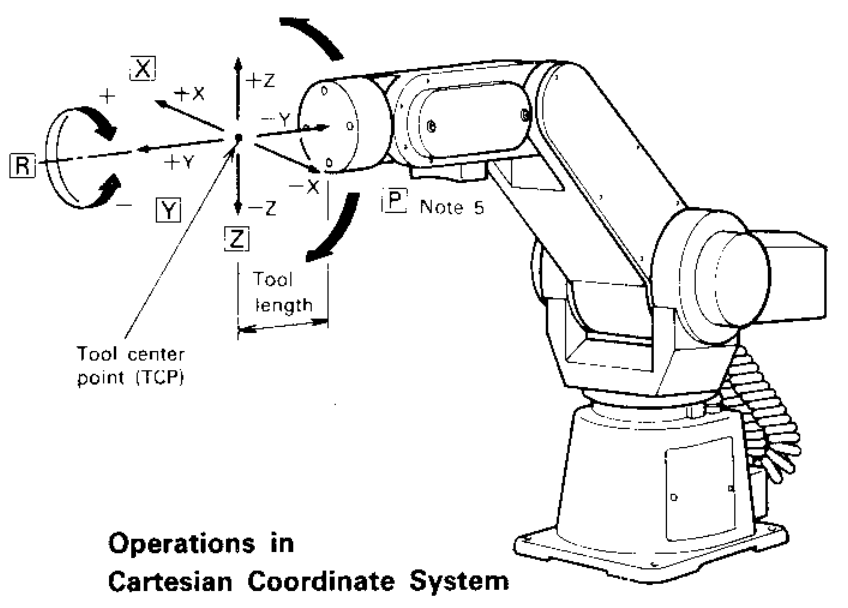 X
+X
+Z
+
-Y
R
+Y
-X
-
Y
-Z
P Note 5
Z
Tool
length
Tool center
point (TCP)
Operations in
Cartesian Coordinate System